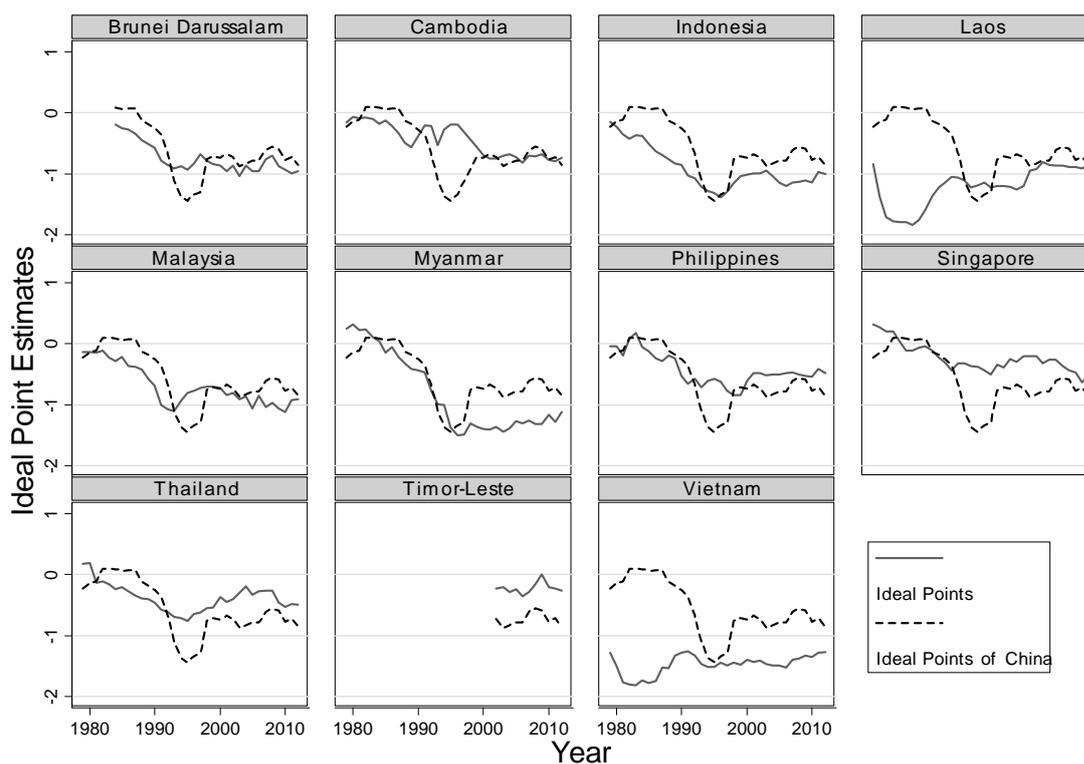 Brunei Darussalam Cambodia Indonesia Laos
1
0
-1
-2
Malaysia Myanmar Philippines Singapore
1
0
-1
-2
Thailand Timor-Leste Vietnam
1
0
-1
-2
1980 1990 2000 2010 1980 1990 2000 2010 1980 1990 2000 2010
Ideal Point Estimates
Year
Ideal Points
Ideal Points of China